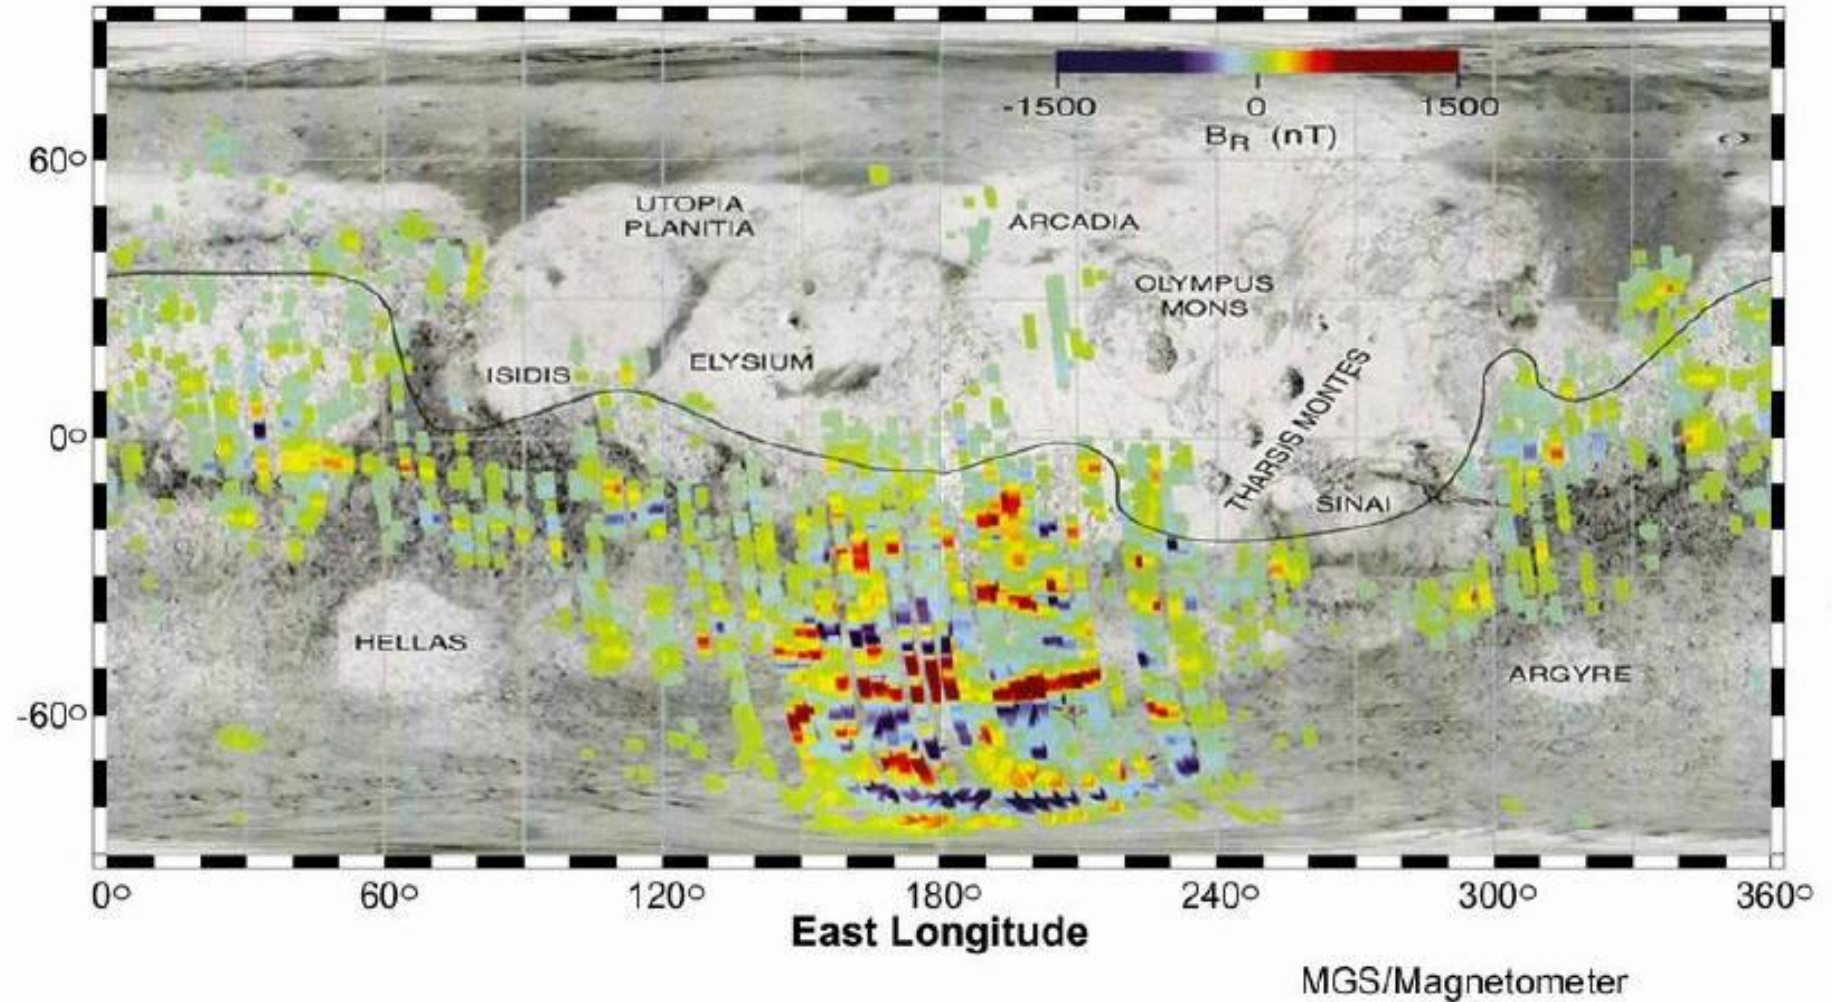 -1500 0 1500
BR (nT)
60°
UTOPIA
PLANITIA
ARCADIA
OLYMPUS
MONS
ISIDIS
ELYSIUM
THARSIS MONTES
0°
SINAI
HELLAS
ARGYRE
-60°
0° 60° 120° 180° 240° 300° 360°
East Longitude
MGS/Magnetometer